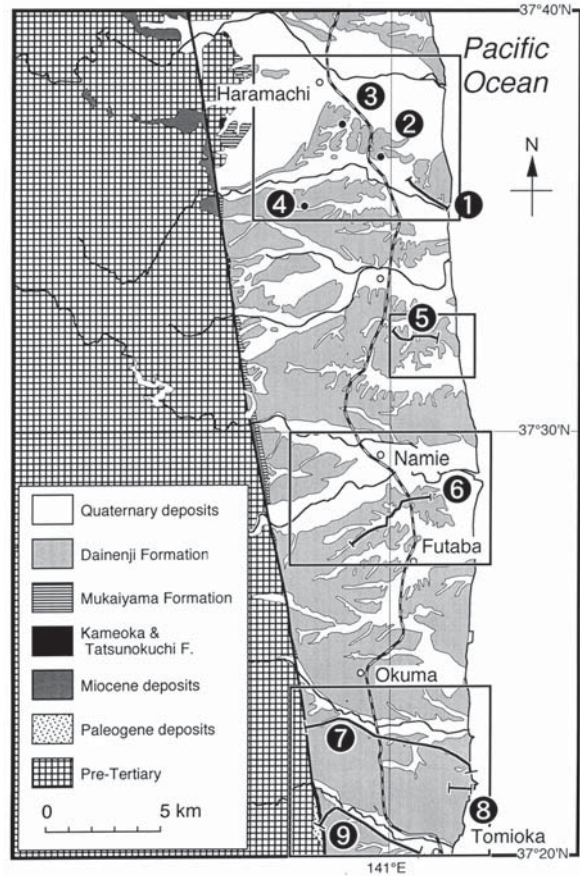 37°40'N
Pacific
Ocean
Haramachi
3
2
N
4
1
5
37°30'N
Namie
6
Futaba
Quaternary deposits
Dainenji Formation
Mukaiyama Formation
Kameoka &
Tatsunokuchi F.
Miocene deposits
Paleogene deposits
Pre-Tertiary
0 5 km
Okuma
7
8
9
Tomioka
37°20'N
141°E